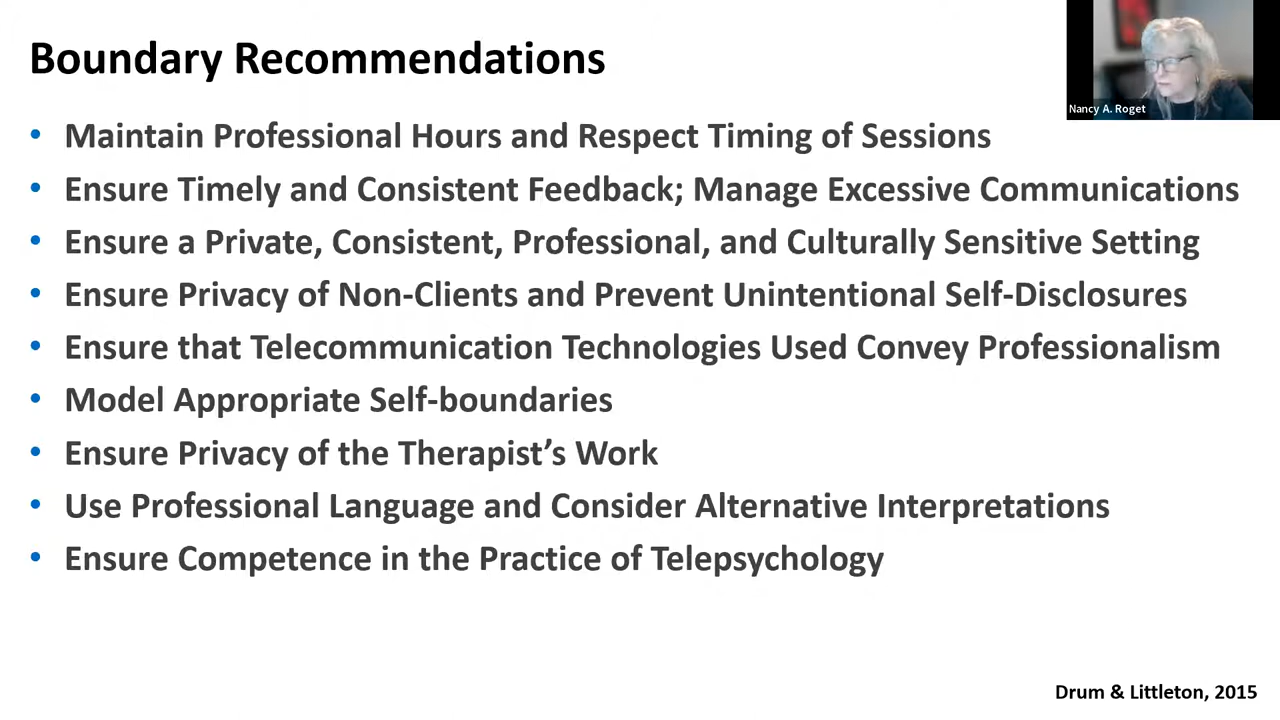 Boundary Recommendations
Nancy A. Roget
• Maintain Professional Hours and Respect Timing of Sessions
• Ensure Timely and Consistent Feedback; Manage Excessive Communications
• Ensure a Private, Consistent, Professional, and Culturally Sensitive Setting
• Ensure Privacy of Non-Clients and Prevent Unintentional Self-Disclosures
• Ensure that Telecommunication Technologies Used Convey Professionalism
• Model Appropriate Self-boundaries
• Ensure Privacy of the Therapist’s Work
• Use Professional Language and Consider Alternative Interpretations
• Ensure Competence in the Practice of Telepsychology
Drum & Littleton, 2015